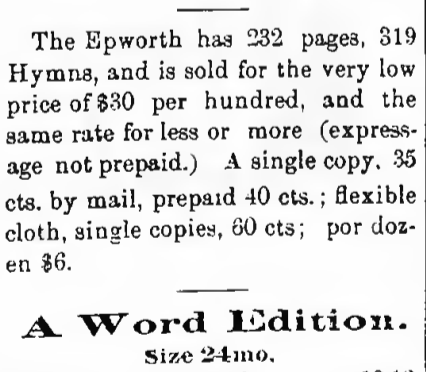 The Epworth has 232 pages, 319
Hymns, and is sold for the very low
price of $30 per hundred, and the
same rate for less or more (express-
age not prepaid.) A single copy. 35
cts. by mail, prepaid 40 cts.; flexible
cloth, single copies, 60 cts; por doz-
en $6.
A Word Edition.
Size 24mo.